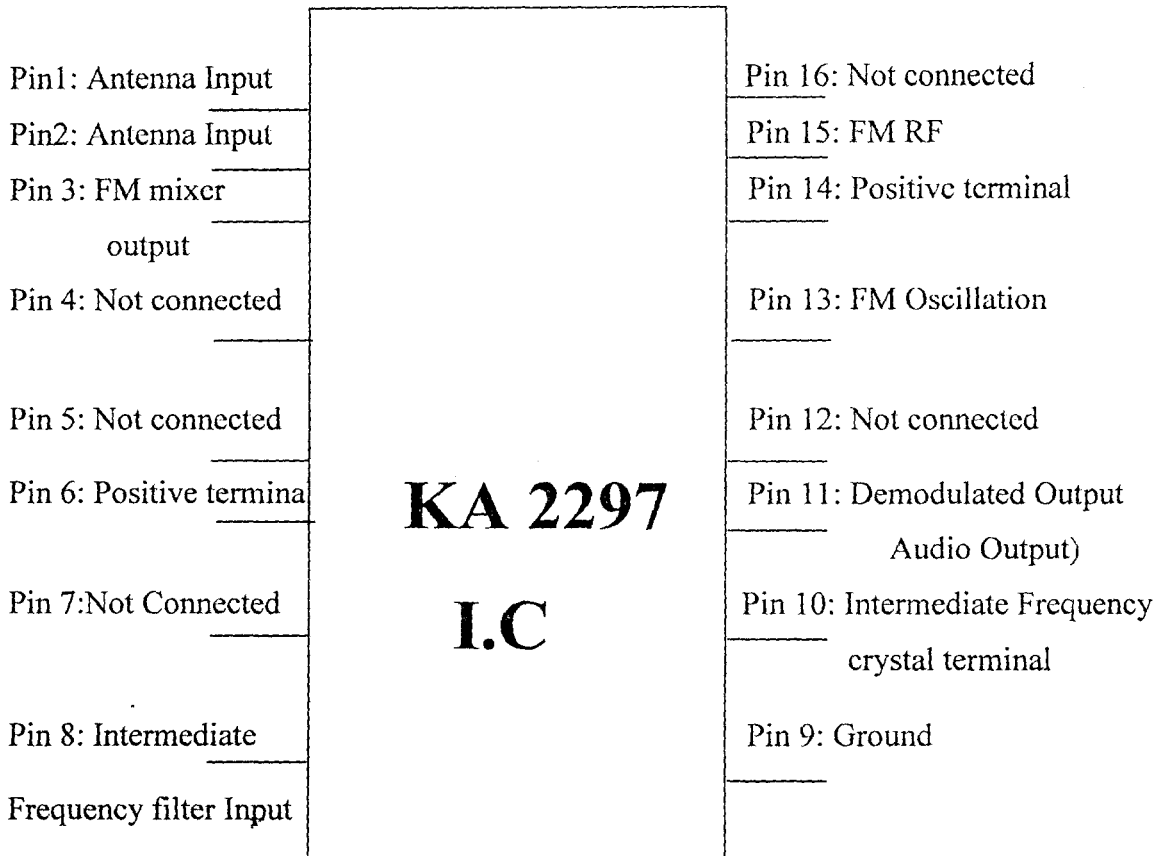 Pin1: Antenna Input
Pin2: Antenna Input
Pin 3: FM mixer
output
Pin 4: Not connected
Pin 5: Not connected
Pin 6: Positive termina
Pin 7:Not Connected
Pin 8: Intermediate
Frequency filter Input
KA 2297
I.C
Pin 16: Not connected
Pin 15: FM RF
Pin 14: Positive terminal
Pin 13: FM Oscillation
Pin 12: Not connected
Pin 11: Demodulated Output
Audio Output)
Pin 10: Intermediate Frequency
crystal terminal
Pin 9: Ground